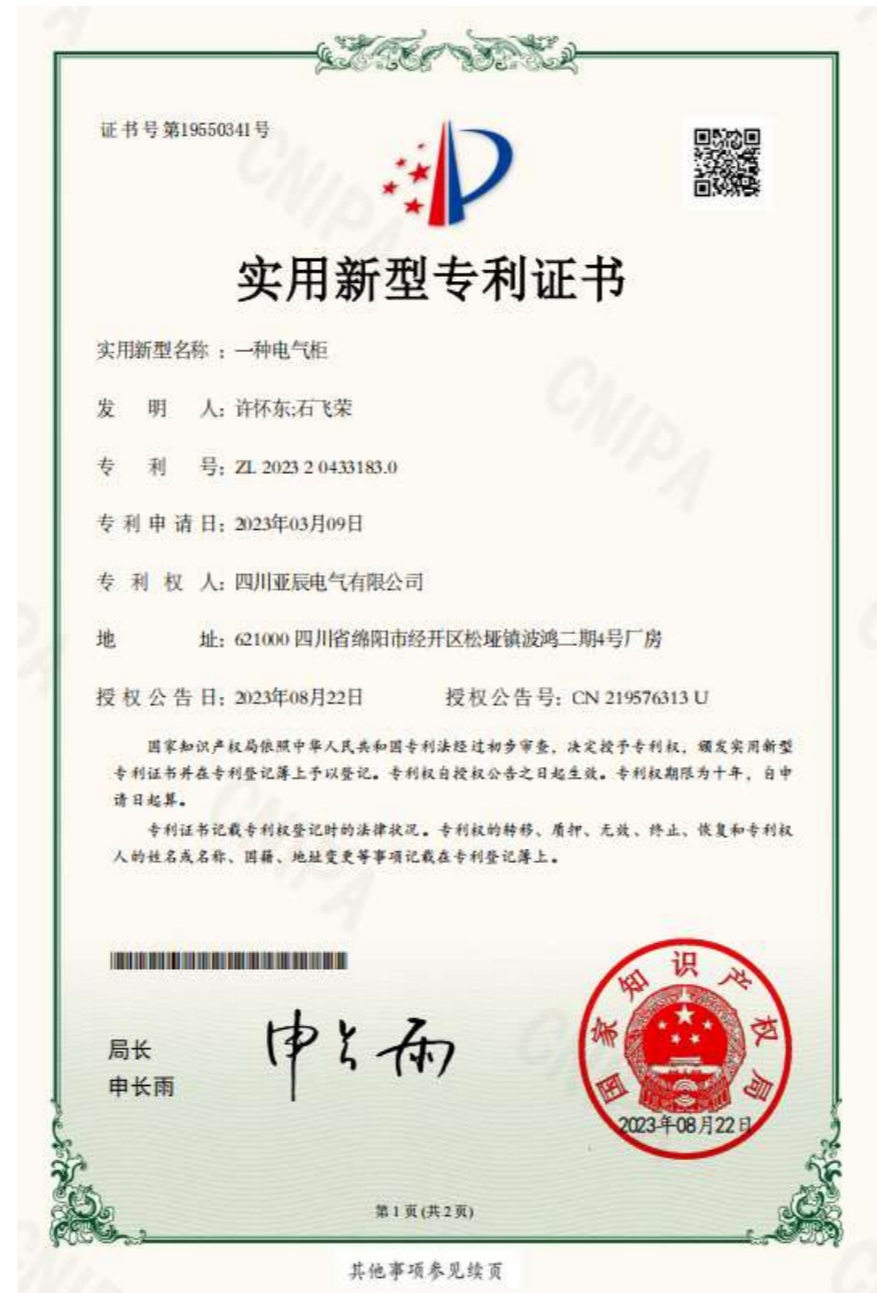 证书号第19550341号
实用新型专利证书
实用新型名称：一种电气柜
发明人：许怀东;石飞荣
专利号：ZL 2023 2 0433183.0
专利申请日：2023年03月09日
专利权人：四川亚辰电气有限公司
地址：621000 四川省绵阳市经开区松垭镇波鸿二期4号厂房
授权公告日：2023年08月22日 授权公告号：CN 219576313 U
国家知识产权局依照中华人民共和国专利法经过初步审查，决定授予专利权，颁发实用新型
专利证书并在专利登记簿上予以登记。专利权自授权公告之日起生效。专利权期限为十年，自申
请日起算。
专利证书记载专利权登记时的法律状况。专利权的转移、质押、无效、终止、恢复和专利权
人的姓名或名称、国籍、地址变更等事项记载在专利登记簿上。
局长
申长雨
申长雨
国家知识产权局
2023年08月22日
第1页(共2页)
其他事项参见续页
CNIPA
CNIPA
CNIPA